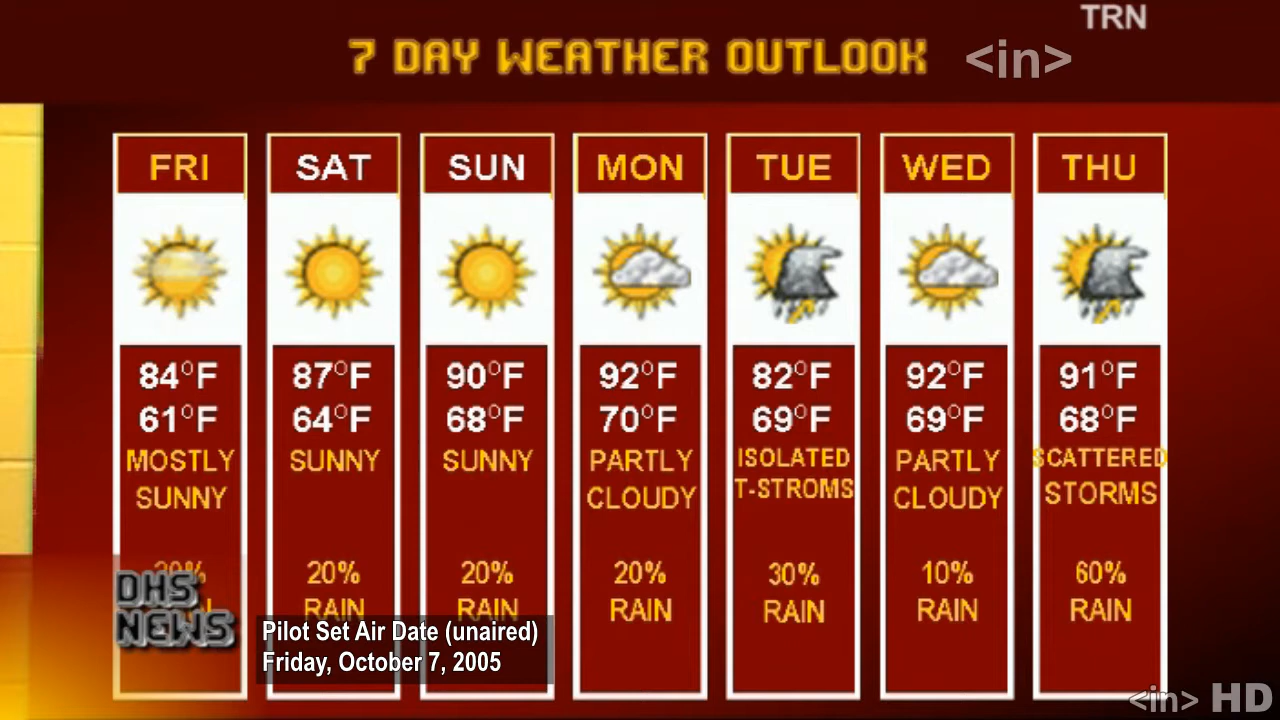 TRN
7 DAY WEATHER OUTLOOK <in>
FRI SAT SUN MON TUE WED THU
84°F 87°F 90°F 92°F 82°F 92°F 91°F
61°F 64°F 68°F 70°F 69°F 69°F 68°F
MOSTLY SUNNY SUNNY PARTLY ISOLATED PARTLY SCATTERED
SUNNY CLOUDY T-STROMS CLOUDY STORMS
20% 20% 20% 30% 10% 60%
RAIN RAIN RAIN RAIN RAIN RAIN
DHS
NEWS
Pilot Set Air Date (unaired)
Friday, October 7, 2005
<in> HD